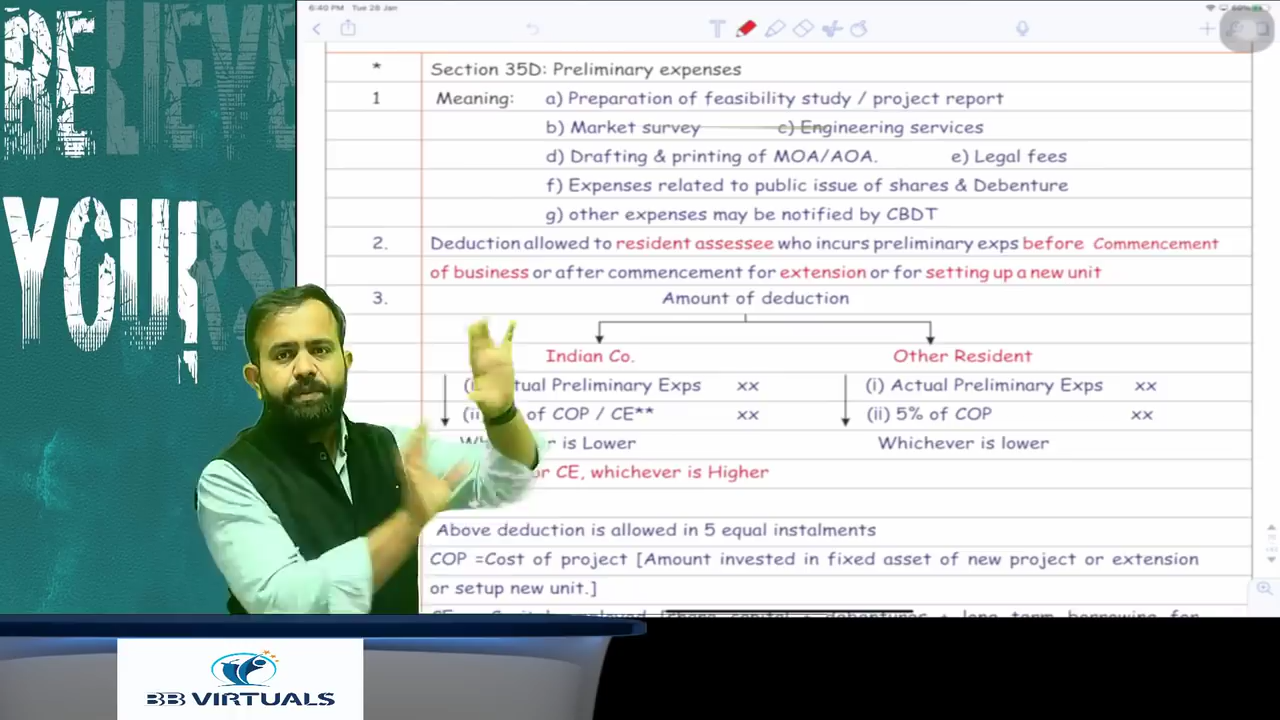 6:40 PM Tue 28 Jan
BELIEVE
YOURS
* Section 35D: Preliminary expenses
1 Meaning: a) Preparation of feasibility study / project report
b) Market survey c) Engineering services
d) Drafting & printing of MOA/AOA. e) Legal fees
f) Expenses related to public issue of shares & Debenture
g) other expenses may be notified by CBDT
2. Deduction allowed to resident assessee who incurs preliminary exps before Commencement
of business or after commencement for extension or for setting up a new unit
3. Amount of deduction
Indian Co. Other Resident
Preliminary Exps xx (i) Actual Preliminary Exps xx
of COP / CE** xx (ii) 5% of COP xx
is Lower Whichever is lower
or CE, whichever is Higher
Above deduction is allowed in 5 equal instalments
COP =Cost of project [Amount invested in fixed asset of new project or extension
or setup new unit.]
BB VIRTUALS